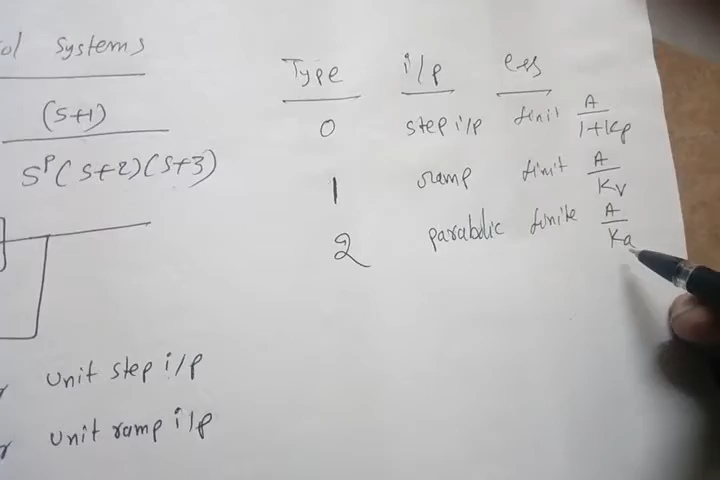 ol Systems
(s+1)
s^p (s+2)(s+3)
Type i/p ess
0 step i/p finit A/1+Kp
1 ramp finit A/Kv
2 parabolic finite A/Ka
unit step i/p
unit ramp i/p